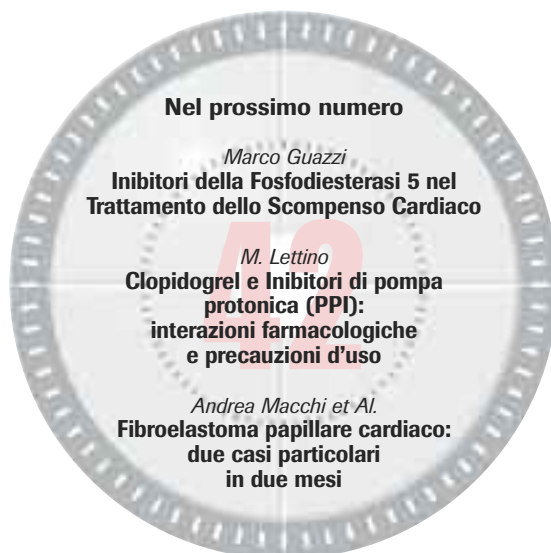 Nel prossimo numero
Marco Guazzi
Inibitori della Fosfodiesterasi 5 nel
Trattamento dello Scompenso Cardiaco
42
M. Lettino
Clopidogrel e Inibitori di pompa
protonica (PPI):
interazioni farmacologiche
e precauzioni d'uso
Andrea Macchi et Al.
Fibroelastoma papillare cardiaco:
due casi particolari
in due mesi